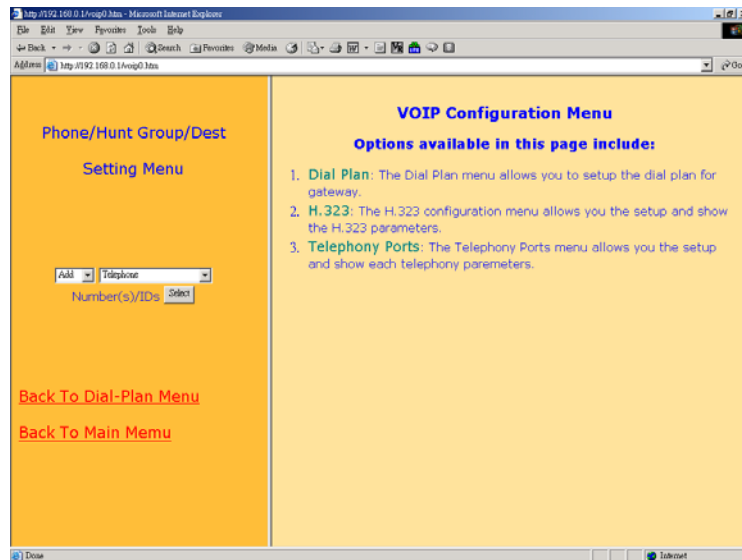 http://192.168.0.1/voip0.htm - Microsoft Internet Explorer
File Edit View Favorites Tools Help
Back Search Favorites Media
Address http://192.168.0.1/voip0.htm Go
Phone/Hunt Group/Dest
Setting Menu
Add Telephone
Number(s)/IDs Select
Back To Dial-Plan Menu
Back To Main Memu
VOIP Configuration Menu
Options available in this page include:
1. Dial Plan: The Dial Plan menu allows you to setup the dial plan for
gateway.
2. H.323: The H.323 configuration menu allows you the setup and show
the H.323 parameters.
3. Telephony Ports: The Telephony Ports menu allows you the setup
and show each telephony paremeters.
Done Internet